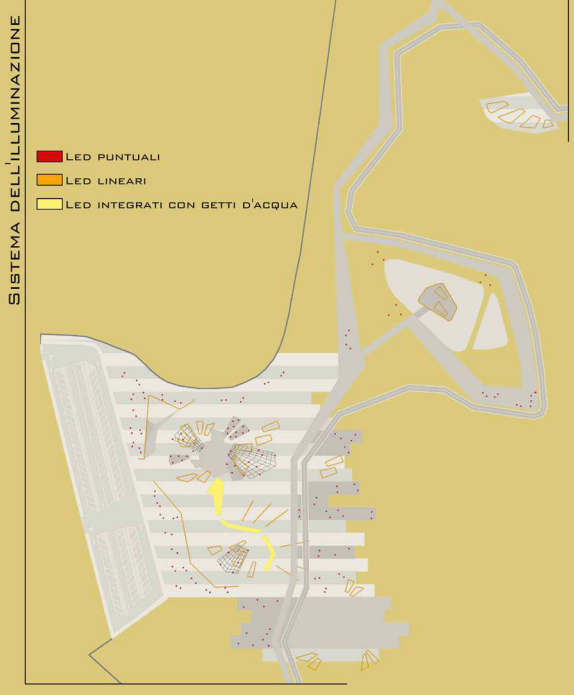 Sistema dell'illuminazione
Led puntuali
Led lineari
Led integrati con getti d'acqua